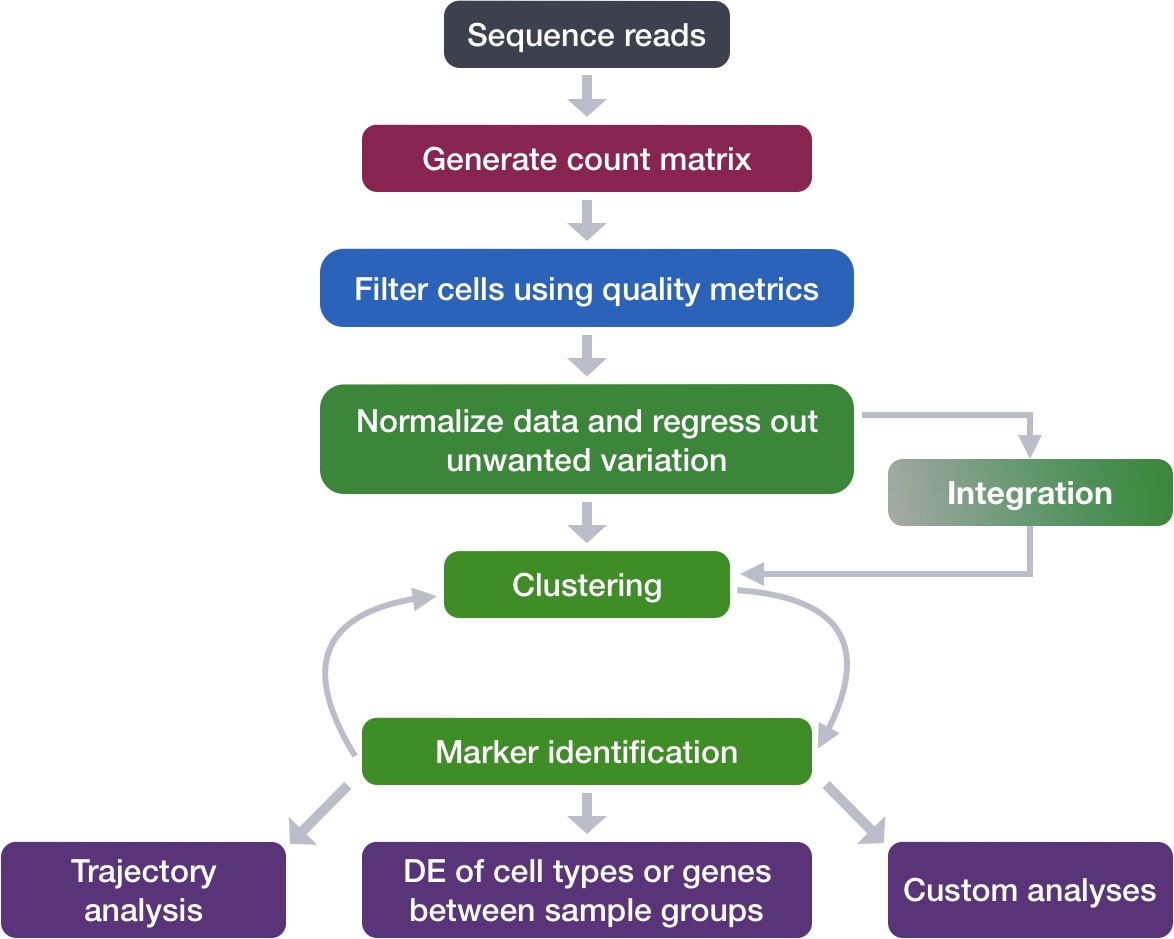 Sequence reads
Generate count matrix
Filter cells using quality metrics
Normalize data and regress out
unwanted variation
Integration
Clustering
Marker identification
Trajectory
analysis
DE of cell types or genes
between sample groups
Custom analyses